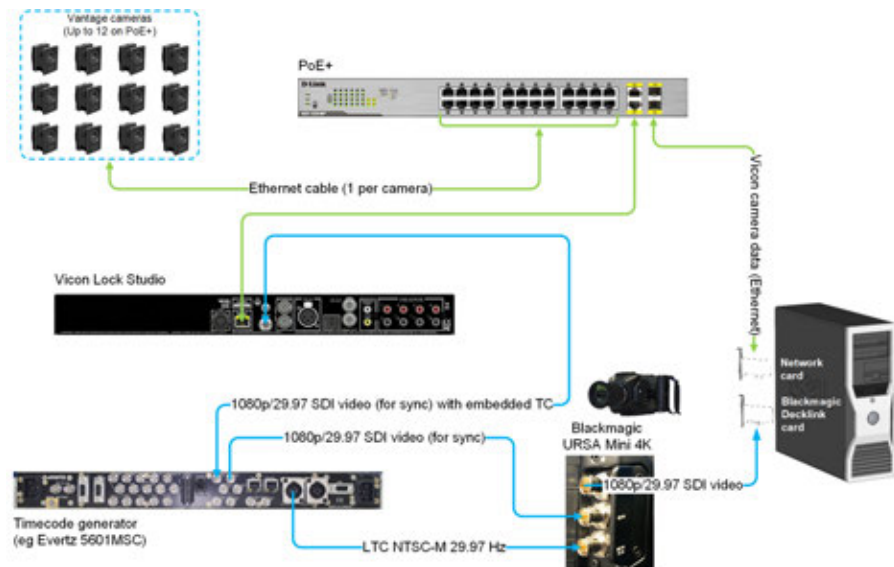 Vantage cameras
(Up to 12 on PoE+)
PoE+
D-Link
Ethernet cable (1 per camera)
Vicon camera data (Ethernet)
Vicon Lock Studio
Network
card
Blackmagic
Decklink
card
1080p/29.97 SDI video (for sync) with embedded TC
1080p/29.97 SDI video (for sync)
Blackmagic
URSA Mini 4K
1080p/29.97 SDI video
Timecode generator
(eg Evertz 5601MSC)
LTC NTSC-M 29.97 Hz